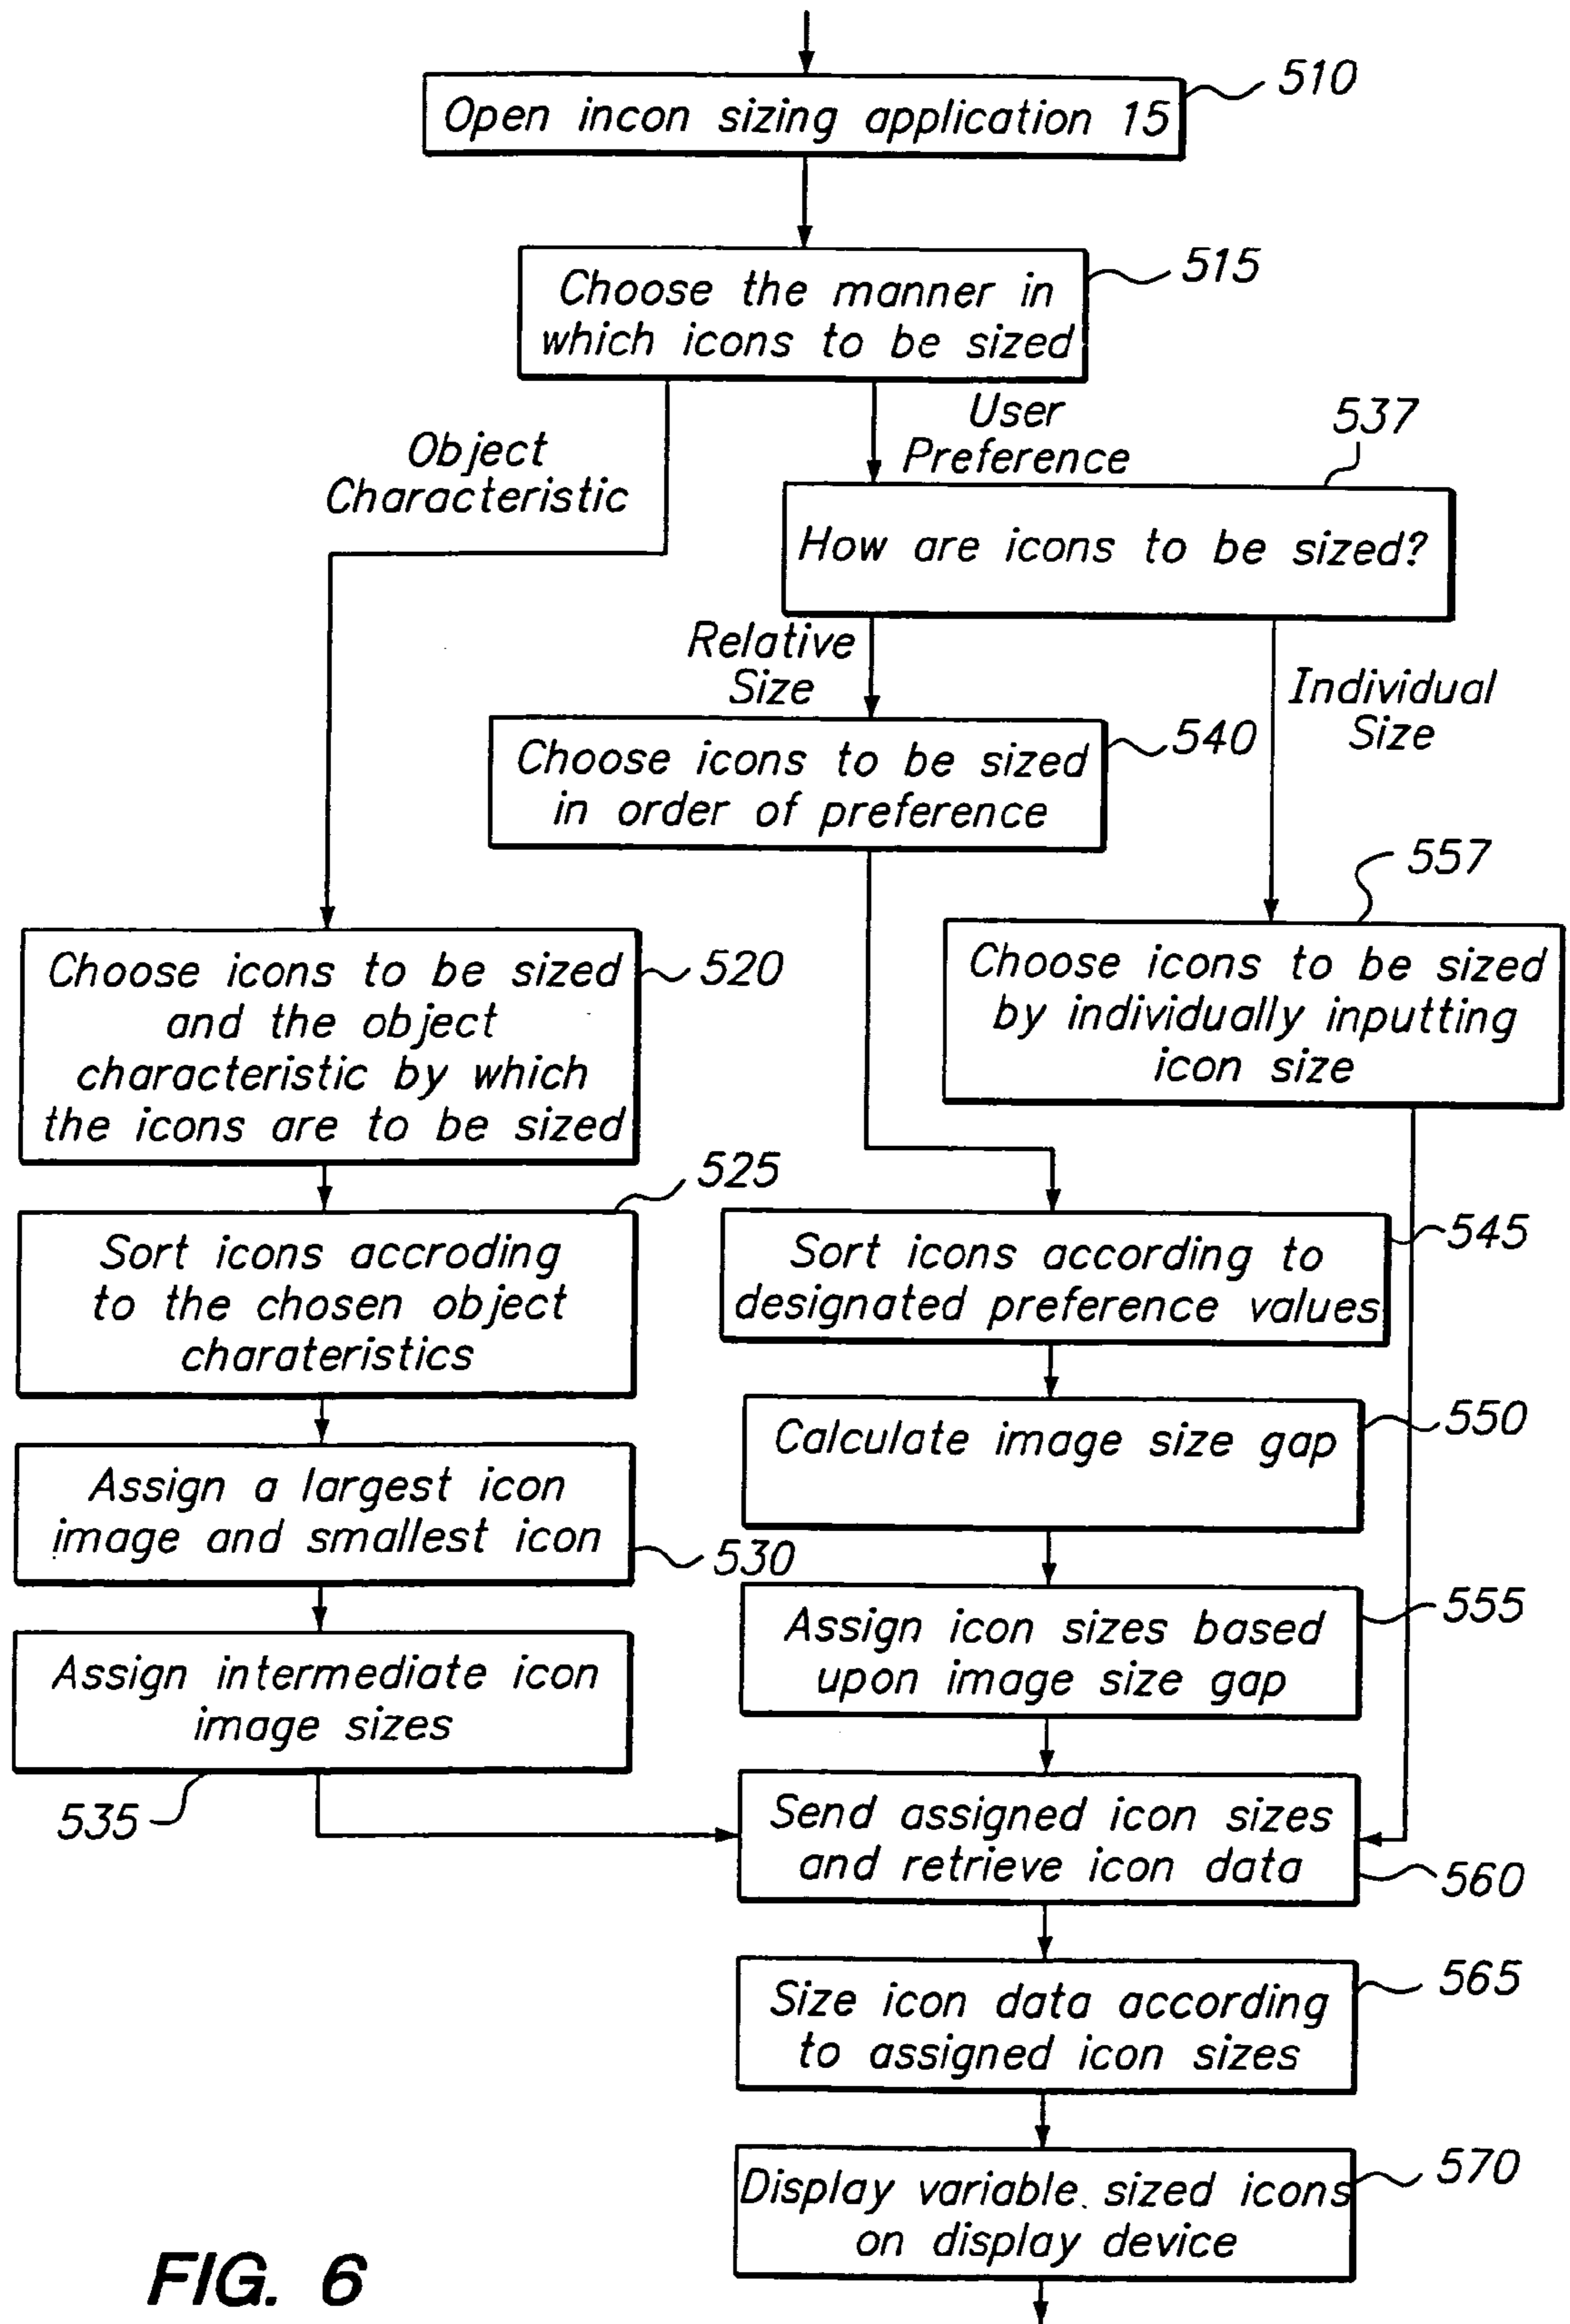 Open incon sizing application 15
510
Choose the manner in
which icons to be sized
515
Object
Characteristic
User
Preference
537
How are icons to be sized?
Relative
Size
Individual
Size
Choose icons to be sized
in order of preference
540
557
Choose icons to be sized
and the object
characteristic by which
the icons are to be sized
520
Choose icons to be sized
by individually inputting
icon size
525
Sort icons accroding
to the chosen object
charateristics
Sort icons according to
designated preference values
545
Assign a largest icon
image and smallest icon
530
Calculate image size gap
550
Assign intermediate icon
image sizes
535
Assign icon sizes based
upon image size gap
555
Send assigned icon sizes
and retrieve icon data
560
Size icon data according
to assigned icon sizes
565
Display variable sized icons
on display device
570
FIG. 6